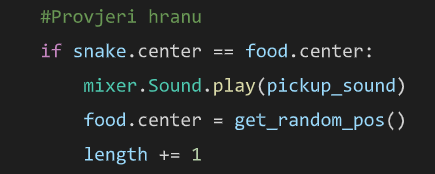 #Provjeri hranu
if snake.center == food.center:
    mixer.Sound.play(pickup_sound)
    food.center = get_random_pos()
    length += 1